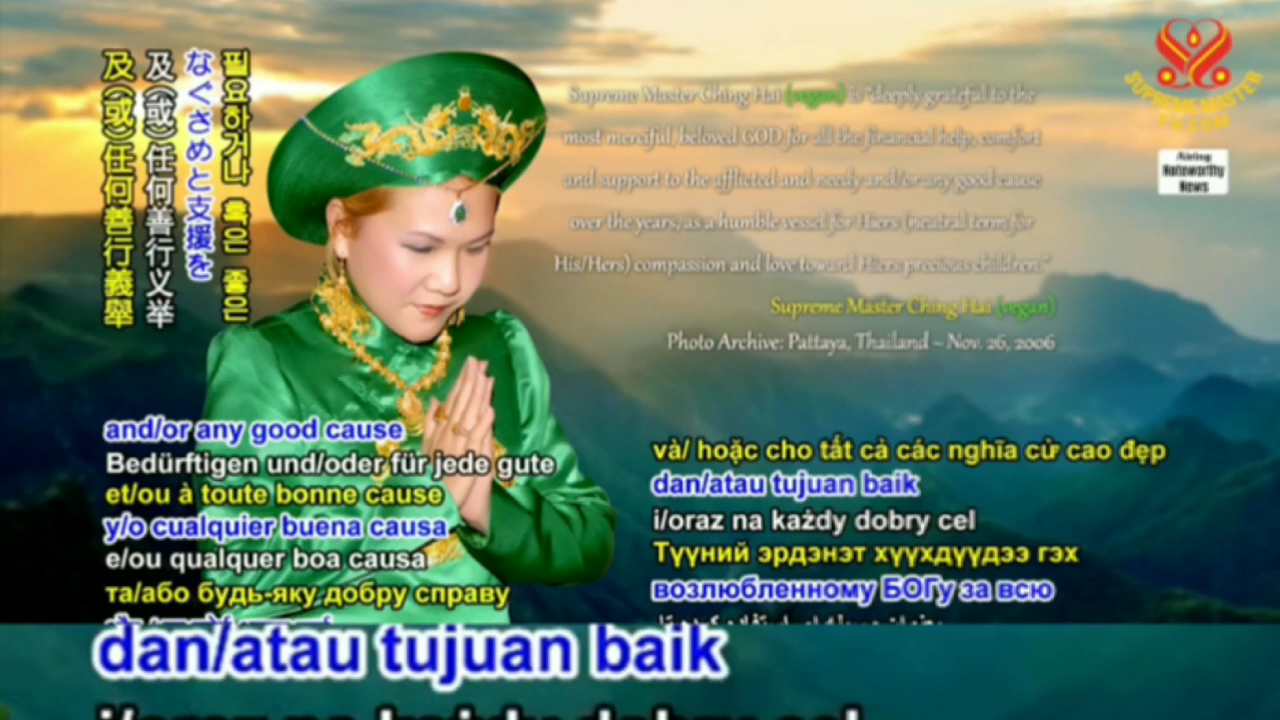 필요하거나 혹은 좋은
なぐさめと支援を
及（或）任何善行义举
及（或）任何善行義舉
Supreme Master Ching Hai (vegan) is "deeply grateful to the
most merciful, beloved GOD for all the financial help, comfort
and support to the afflicted and needy and/or any good cause
over the years, as a humble vessel for Hiers (neutral term for
His/Hers) compassion and love toward Hiers precious children."
Supreme Master Ching Hai (vegan)
Photo Archive: Pattaya, Thailand ~ Nov. 26, 2006
SUPREME MASTER
TV.COM
Airing
Noteworthy
News
and/or any good cause
Bedürftigen und/oder für jede gute
et/ou à toute bonne cause
y/o cualquier buena causa
e/ou qualquer boa causa
та/або будь-яку добру справу
và/ hoặc cho tất cả các nghĩa cử cao đẹp
dan/atau tujuan baik
i/oraz na każdy dobry cel
Түүний эрдэнэт хүүхдүүдээ гэх
возлюбленному БОГу за всю
dan/atau tujuan baik
i/oraz na każdy dobry cel